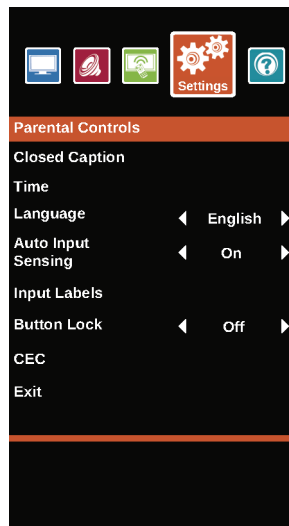 Settings
Parental Controls
Closed Caption
Time
Language English
Auto Input
Sensing On
Input Labels
Button Lock Off
CEC
Exit